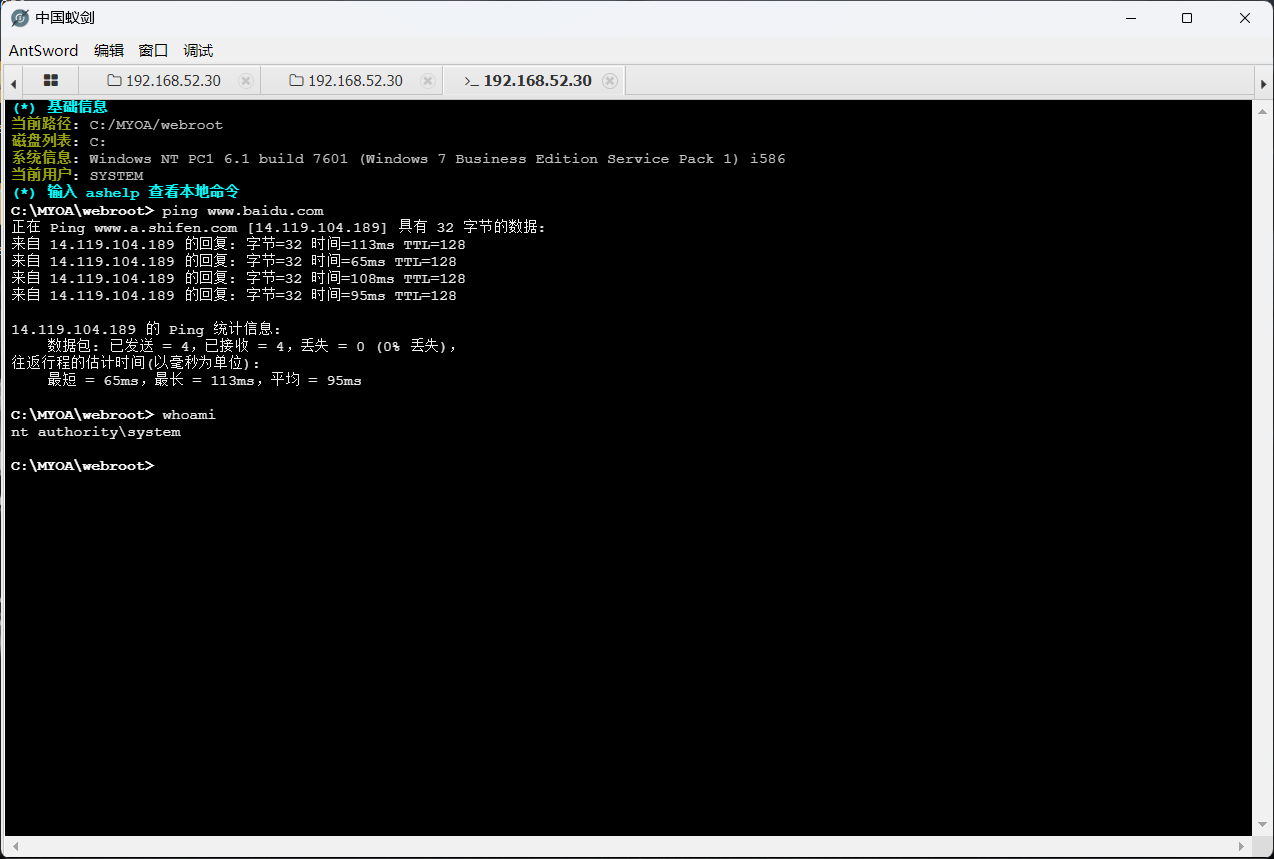 中国蚁剑
AntSword 编辑 窗口 调试
192.168.52.30 192.168.52.30 >_ 192.168.52.30
(*) 基础信息
当前路径: C:/MYOA/webroot
磁盘列表: C:
系统信息: Windows NT PC1 6.1 build 7601 (Windows 7 Business Edition Service Pack 1) i586
当前用户: SYSTEM
(*) 输入 ashelp 查看本地命令
C:\MYOA\webroot> ping www.baidu.com
正在 Ping www.a.shifen.com [14.119.104.189] 具有 32 字节的数据:
来自 14.119.104.189 的回复: 字节=32 时间=113ms TTL=128
来自 14.119.104.189 的回复: 字节=32 时间=65ms TTL=128
来自 14.119.104.189 的回复: 字节=32 时间=108ms TTL=128
来自 14.119.104.189 的回复: 字节=32 时间=95ms TTL=128
14.119.104.189 的 Ping 统计信息:
数据包: 已发送 = 4，已接收 = 4，丢失 = 0 (0% 丢失)，
往返行程的估计时间(以毫秒为单位):
最短 = 65ms，最长 = 113ms，平均 = 95ms
C:\MYOA\webroot> whoami
nt authority\system
C:\MYOA\webroot>